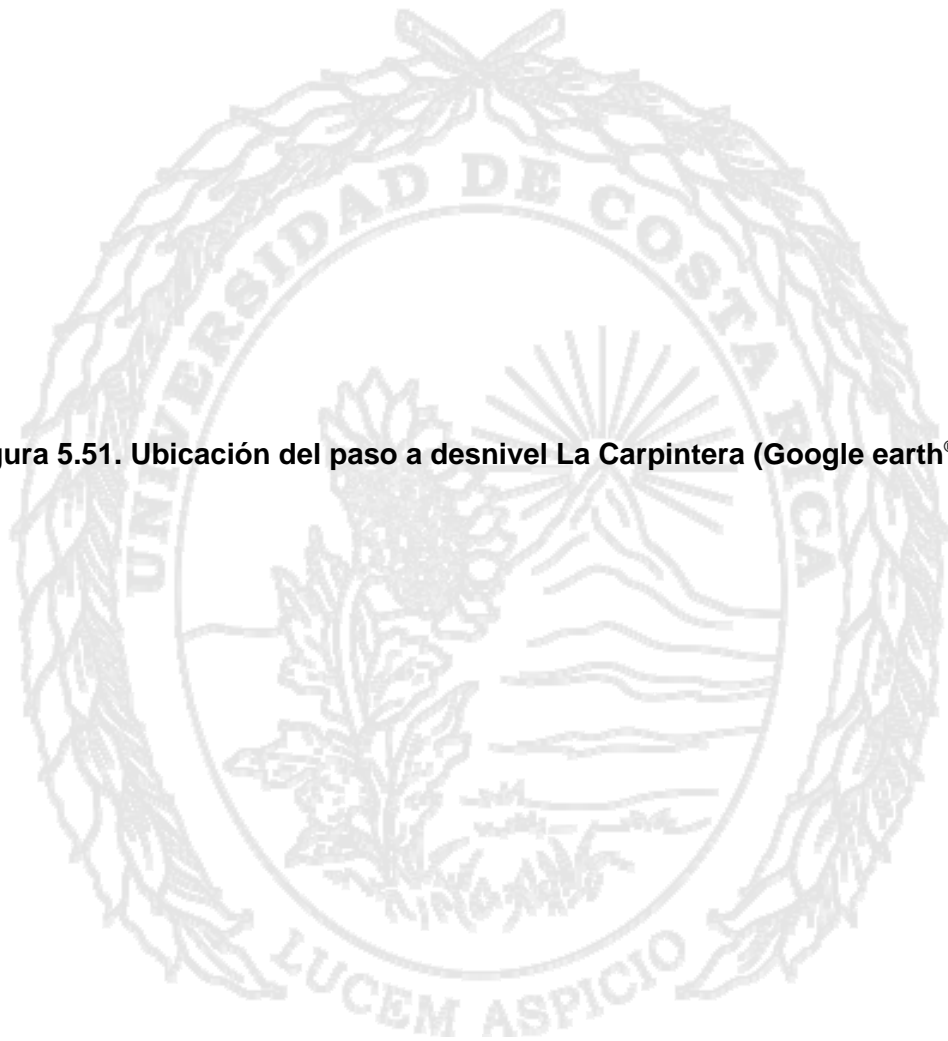 UNIVERSIDAD DE COSTA RICA
gura 5.51. Ubicación del paso a desnivel La Carpintera (Google earth®
LUCEM ASPICIO